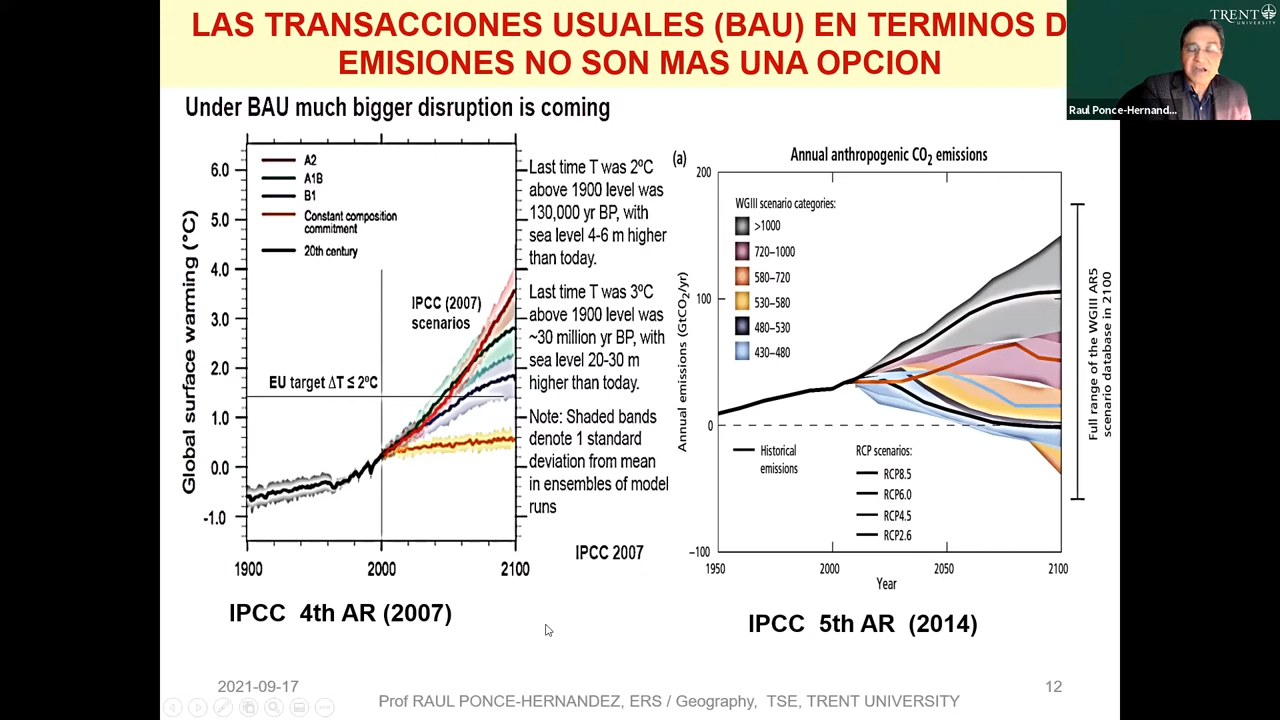 LAS TRANSACCIONES USUALES (BAU) EN TERMINOS D
EMISIONES NO SON MAS UNA OPCION
TRENT
UNIVERSITY
Raul Ponce-Hernand...
Under BAU much bigger disruption is coming
Global surface warming (°C)
6.0
5.0
4.0
3.0
2.0
1.0
0.0
-1.0
A2
A1B
B1
Constant composition
commitment
20th century
IPCC (2007)
scenarios
EU target ΔT ≤ 2ºC
1900
2000
2100
Last time T was 2ºC
above 1900 level was
130,000 yr BP, with
sea level 4-6 m higher
than today.
Last time T was 3ºC
above 1900 level was
~30 million yr BP, with
sea level 20-30 m
higher than today.
Note: Shaded bands
denote 1 standard
deviation from mean
in ensembles of model
runs
IPCC 2007
IPCC 4th AR (2007)
(a)
Annual anthropogenic CO2 emissions
Annual emissions (GtCO2/yr)
200
100
0
−100
WGIII scenario categories:
>1000
720–1000
580–720
530–580
480–530
430–480
Historical
emissions
RCP scenarios:
RCP8.5
RCP6.0
RCP4.5
RCP2.6
1950
2000
2050
2100
Year
Full range of the WGIII AR5
scenario database in 2100
IPCC 5th AR (2014)
2021-09-17
12
Prof RAUL PONCE-HERNANDEZ, ERS / Geography, TSE, TRENT UNIVERSITY